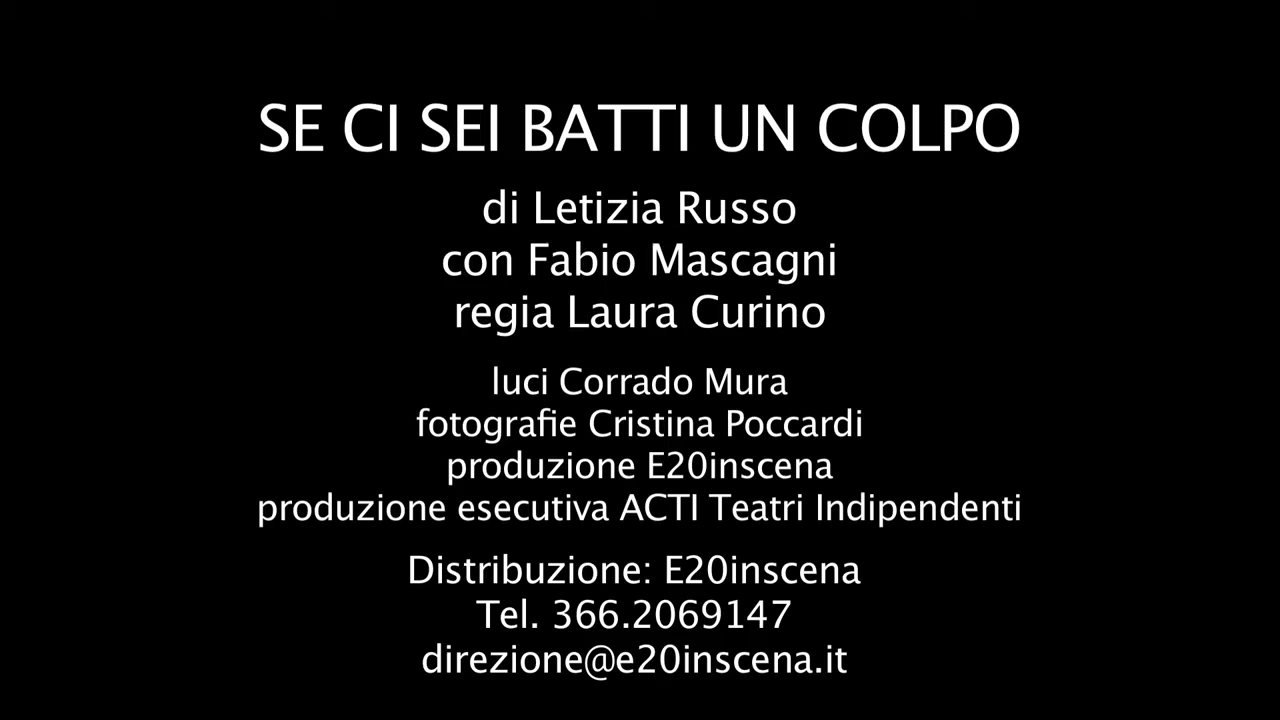 SE CI SEI BATTI UN COLPO
di Letizia Russo
con Fabio Mascagni
regia Laura Curino
luci Corrado Mura
fotografie Cristina Poccardi
produzione E20inscena
produzione esecutiva ACTI Teatri Indipendenti
Distribuzione: E20inscena
Tel. 366.2069147
direzione@e20inscena.it